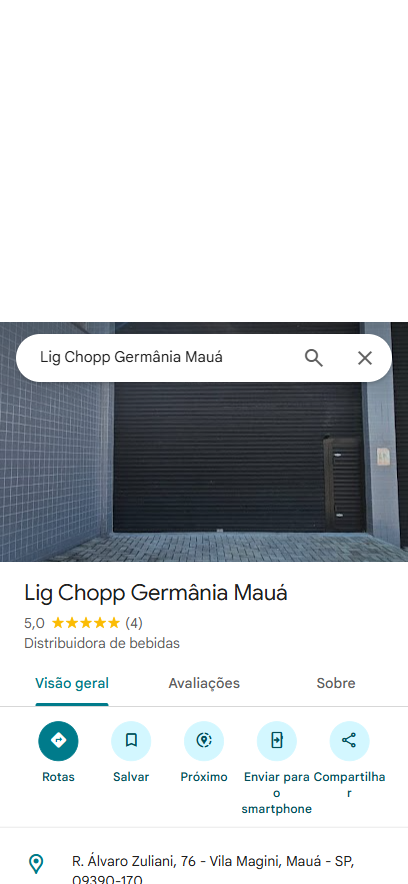 Lig Chopp Germânia Mauá
Lig Chopp Germânia Mauá
5,0 (4)
Distribuidora de bebidas
Visão geral Avaliações Sobre
Rotas Salvar Próximo Enviar para o smartphone Compartilhar
R. Álvaro Zuliani, 76 - Vila Magini, Mauá - SP,
09390-170